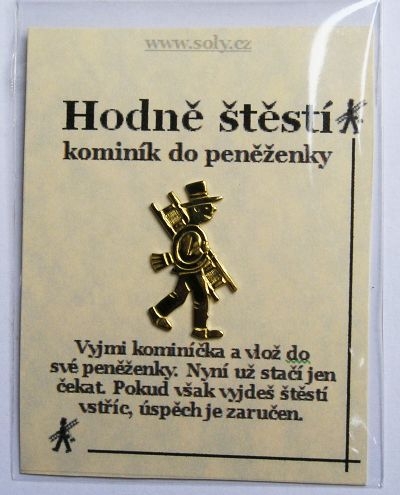 www.soly.cz
Hodně štěstí
kominík do peněženky
Vyjmi kominíčka a vlož do
své peněženky. Nyní už stačí jen
čekat. Pokud však vyjdeš štěstí
vstříc, úspěch je zaručen.